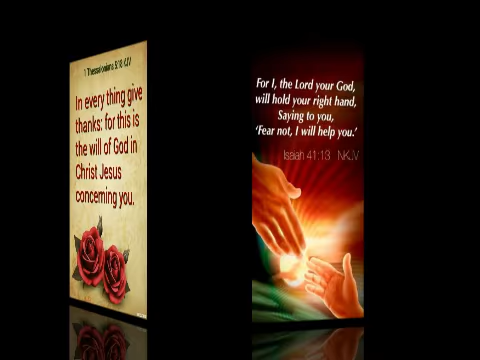 1 Thessalonians 5:18 KJV
In every thing give
thanks: for this is
the will of God in
Christ Jesus
concerning you.
For I, the Lord your God,
will hold your right hand,
Saying to you,
'Fear not, I will help you.'
Isaiah 41:13 NKJV